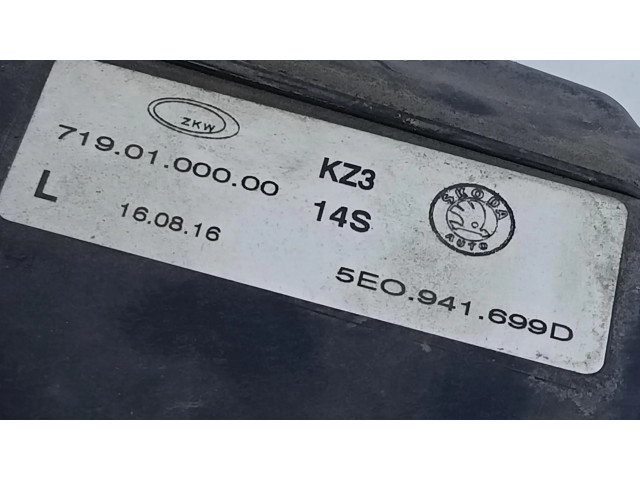 ZKW
719.01.000.00
KZ3
L
16.08.16
14S
SKODA
AUTO
5E0.941.699D